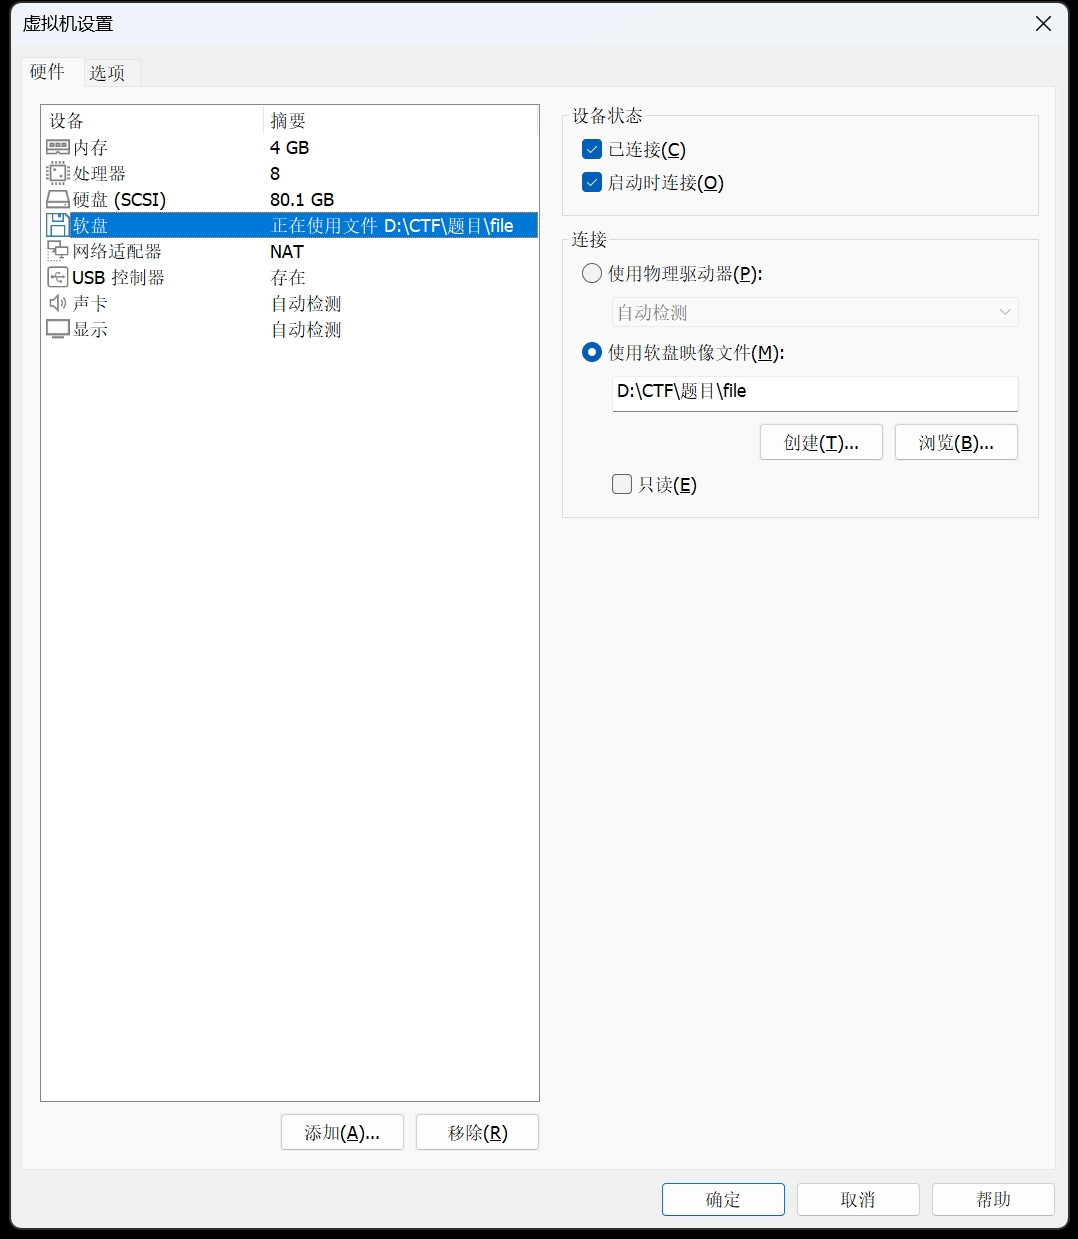 虚拟机设置
硬件 选项
设备 摘要
内存 4 GB
处理器 8
硬盘 (SCSI) 80.1 GB
软盘 正在使用文件 D:\CTF\题目\file
网络适配器 NAT
USB 控制器 存在
声卡 自动检测
显示 自动检测
添加(A)... 移除(R)
设备状态
已连接(C)
启动时连接(O)
连接
使用物理驱动器(P):
自动检测
使用软盘映像文件(M):
D:\CTF\题目\file
创建(T)... 浏览(B)...
只读(E)
确定 取消 帮助